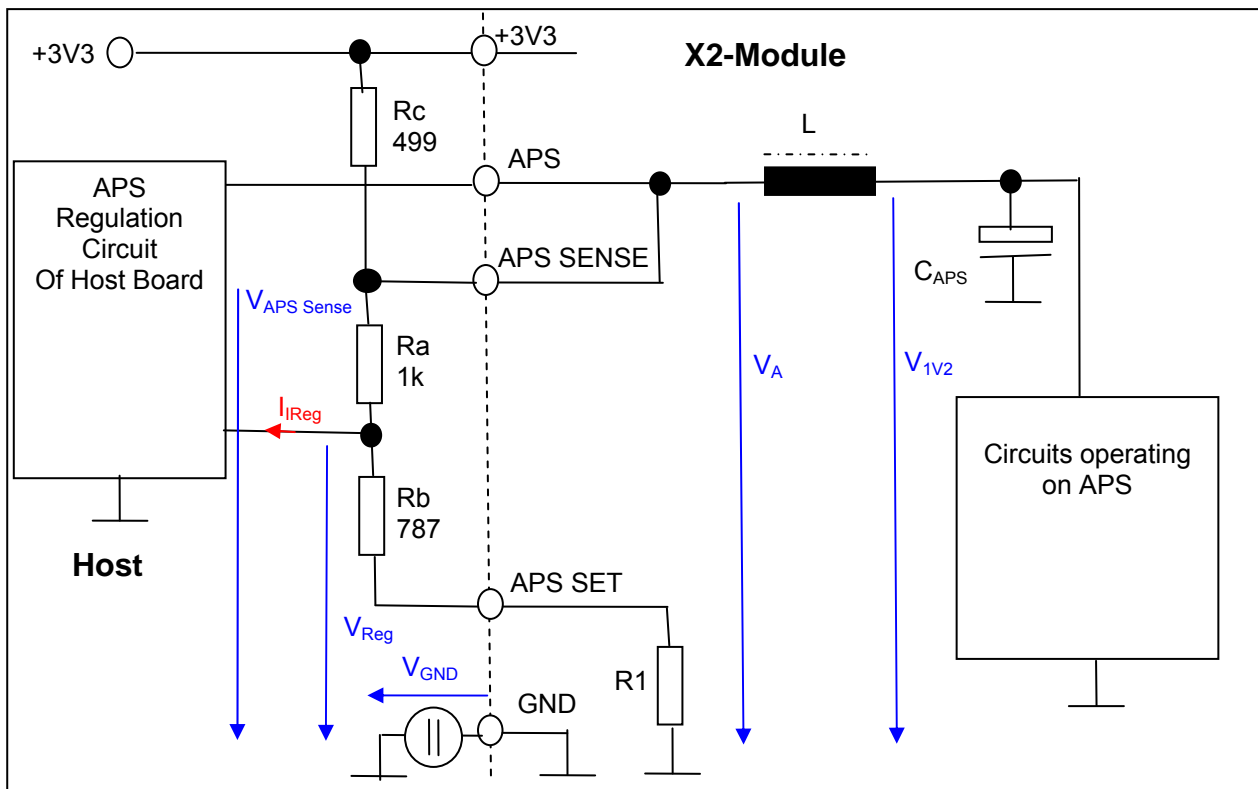 +3V3
+3V3
X2-Module
Rc
499
L
APS
APS
Regulation
Circuit
Of Host Board
APS SENSE
CAPS
VAPS Sense
Ra
1k
VA
V1V2
IIReg
Circuits operating
on APS
Rb
787
Host
APS SET
VReg
VGND
R1
GND